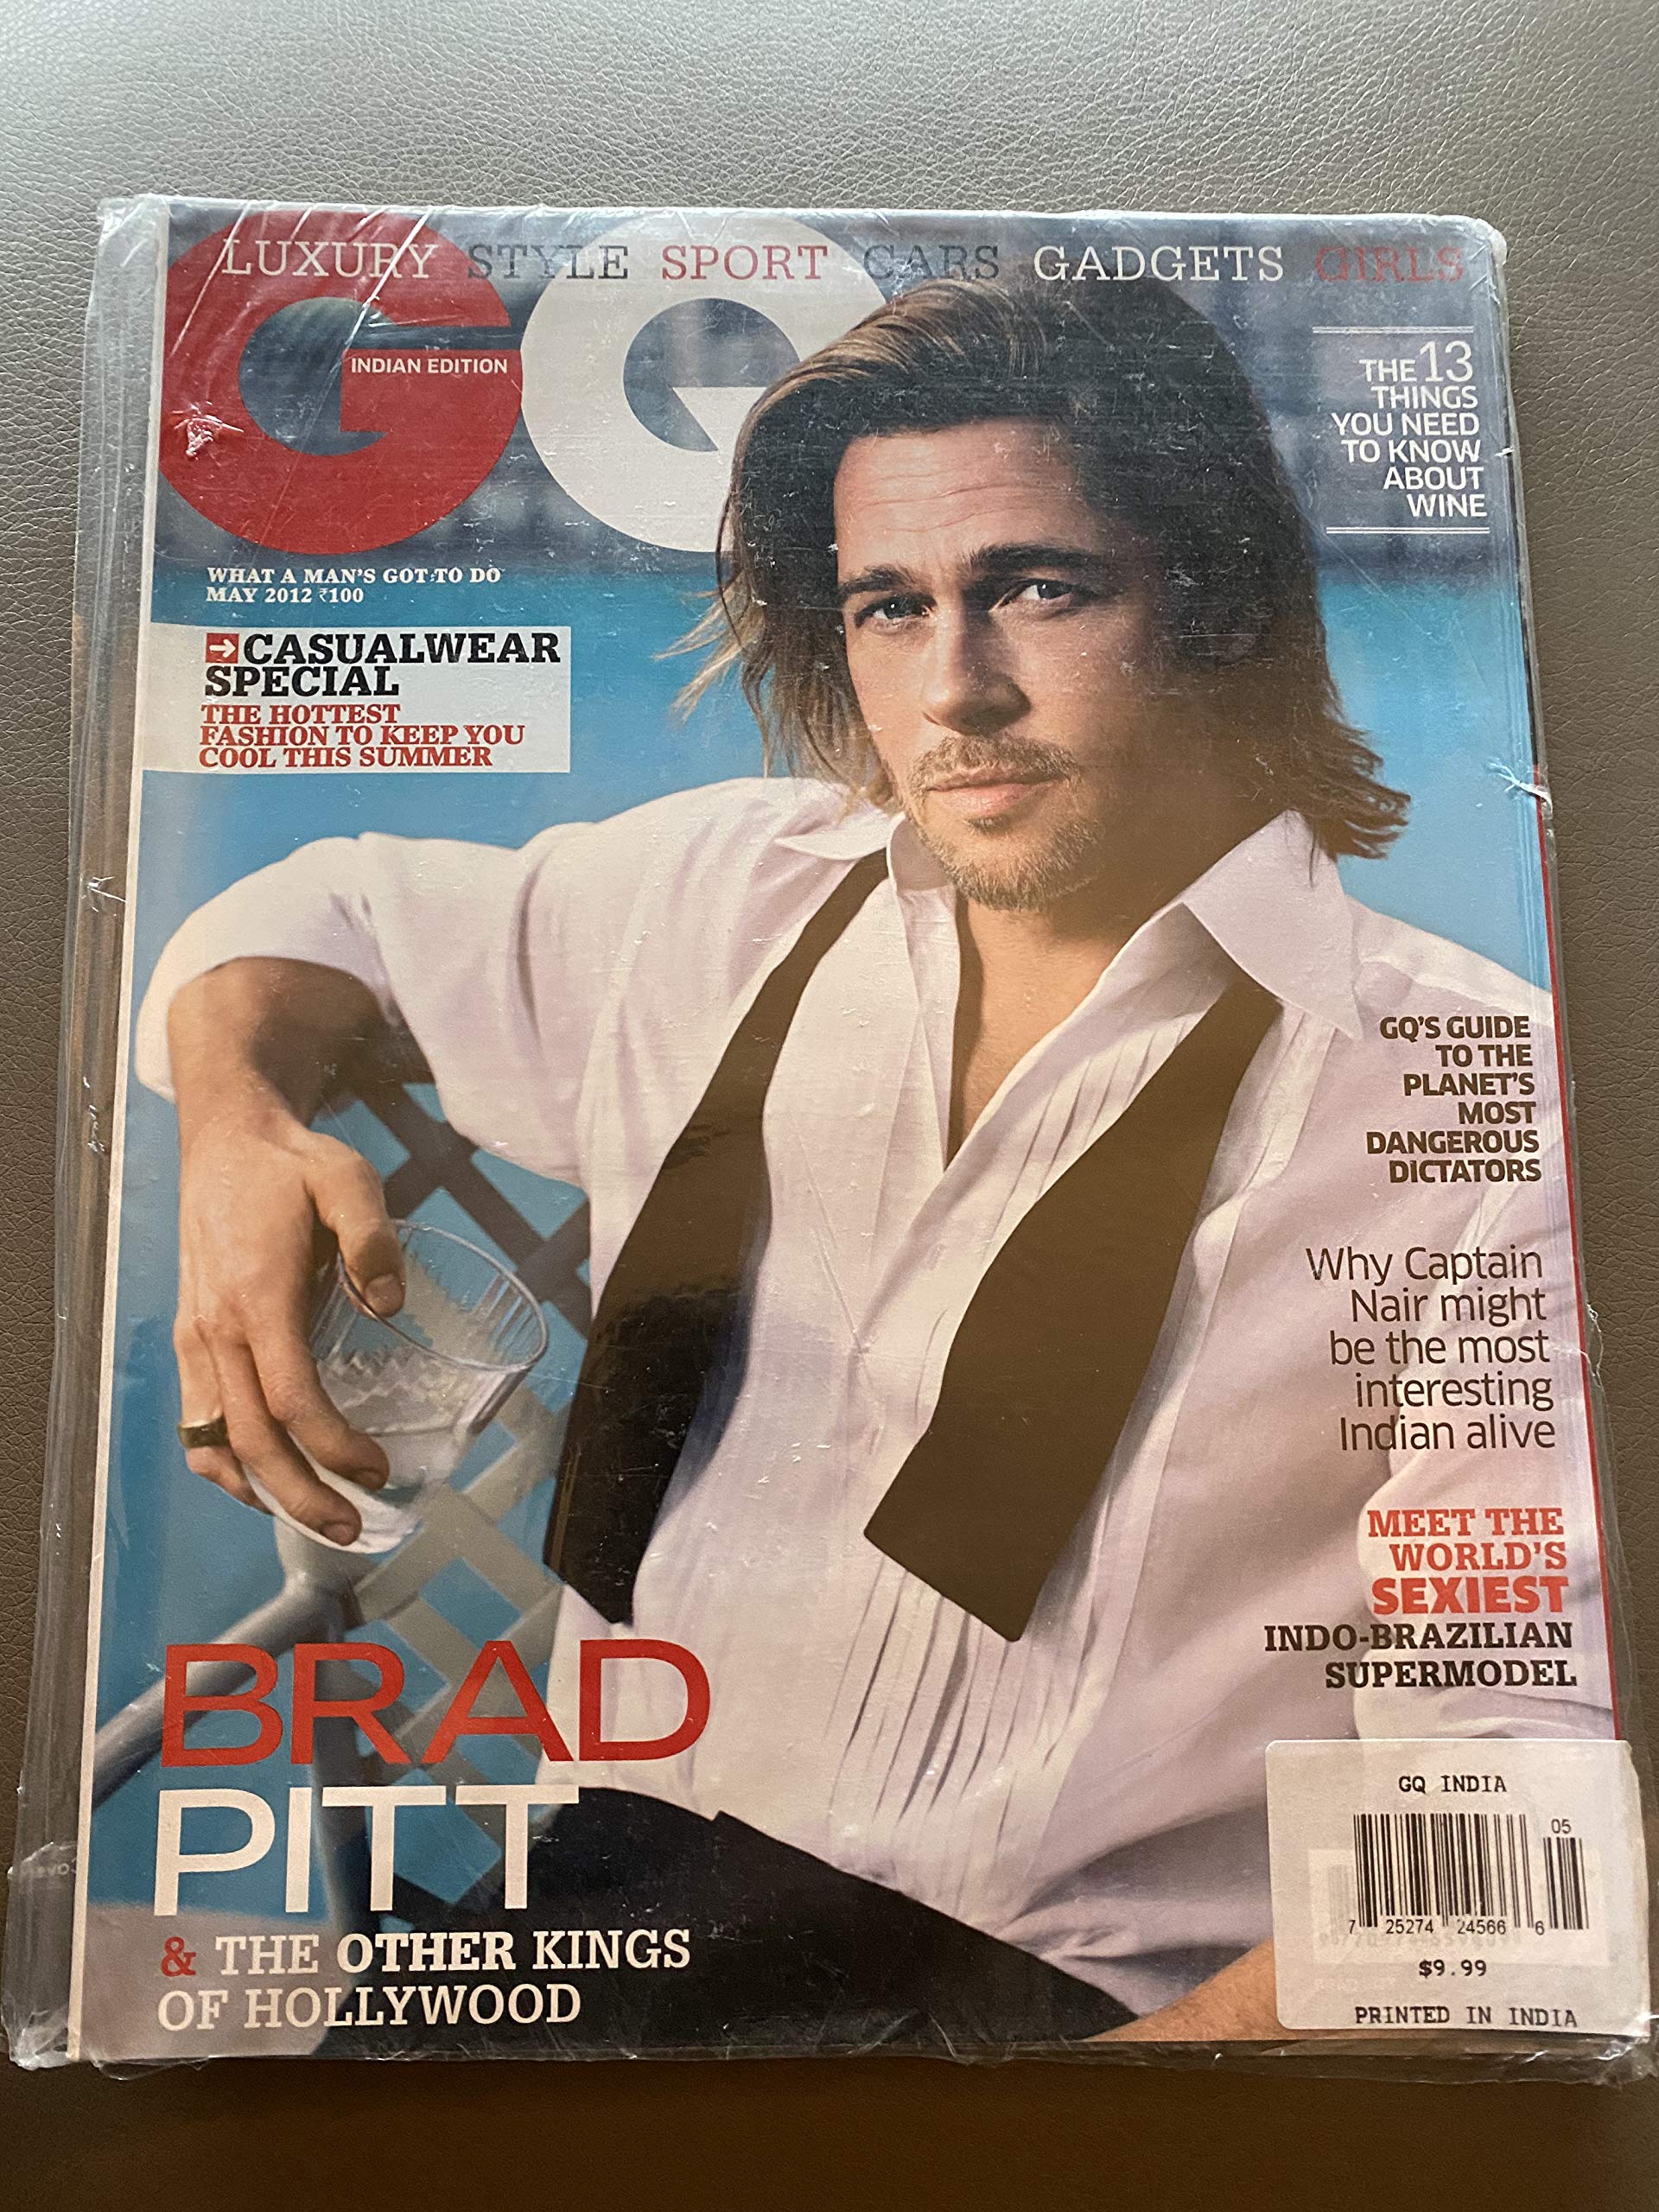 LUXURY STYLE SPORT CARS GADGETS GIRLS
GQ
INDIAN EDITION
THE 13
THINGS
YOU NEED
TO KNOW
ABOUT
WINE
WHAT A MAN'S GOT TO DO
MAY 2012 ₹100
CASUALWEAR
SPECIAL
THE HOTTEST
FASHION TO KEEP YOU
COOL THIS SUMMER
GQ'S GUIDE
TO THE
PLANET'S
MOST
DANGEROUS
DICTATORS
Why Captain
Nair might
be the most
interesting
Indian alive
MEET THE
WORLD'S
SEXIEST
INDO-BRAZILIAN
SUPERMODEL
BRAD
PITT
& THE OTHER KINGS
OF HOLLYWOOD
GQ INDIA
05
7 25274 24566 6
$9.99
PRINTED IN INDIA